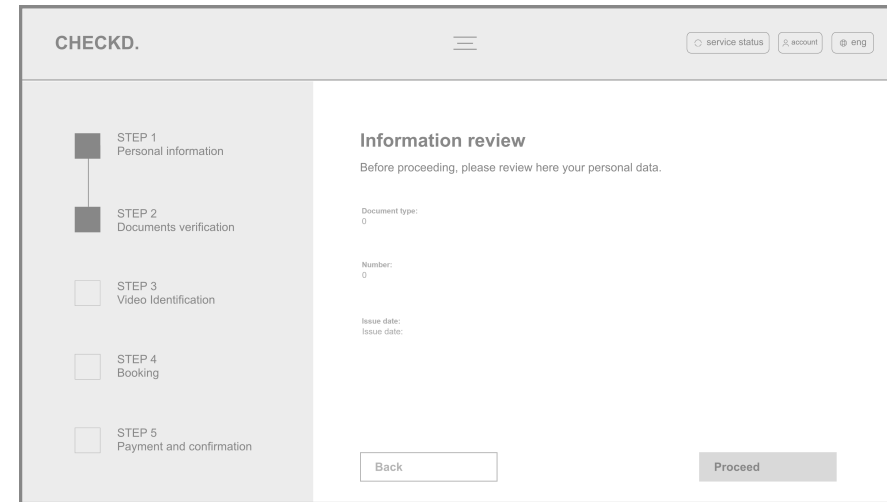 CHECKD.
service status
account
eng
STEP 1
Personal information
STEP 2
Documents verification
STEP 3
Video Identification
STEP 4
Booking
STEP 5
Payment and confirmation
Information review
Before proceeding, please review here your personal data.
Document type:
0
Number:
0
Issue date:
Issue date:
Back
Proceed